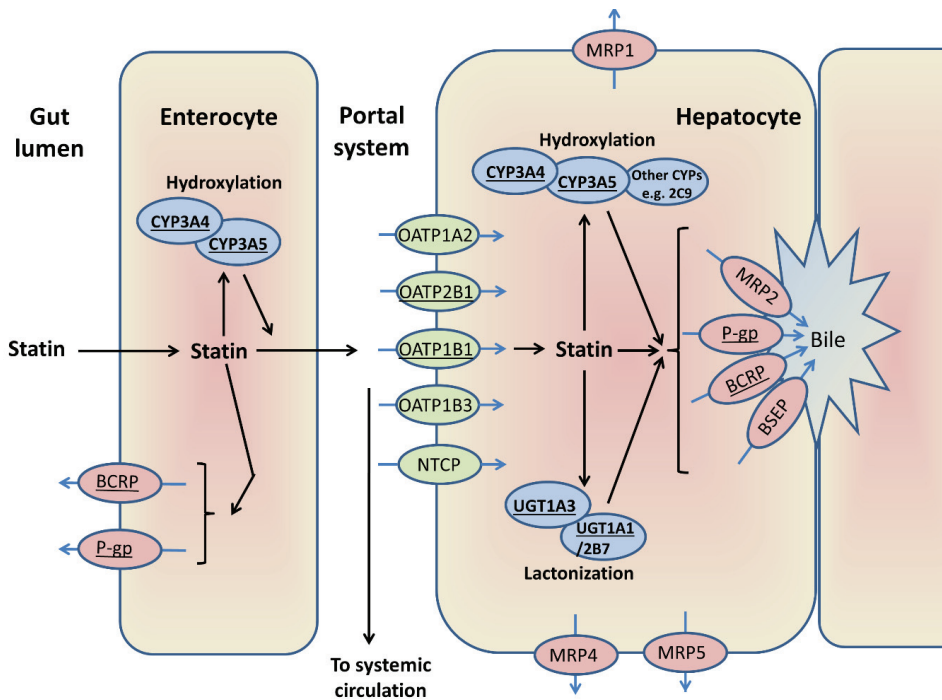 Gut
lumen
Enterocyte
Portal
system
MRP1
Hepatocyte
Hydroxylation
CYP3A4
CYP3A5
Hydroxylation
CYP3A4
CYP3A5
Other CYPs
e.g. 2C9
OATP1A2
OATP2B1
OATP1B1
OATP1B3
NTCP
Statin
Statin
Statin
MRP2
P-gp
BCRP
BSEP
Bile
BCRP
P-gp
UGT1A3
UGT1A1
/2B7
Lactonization
MRP4
MRP5
To systemic
circulation